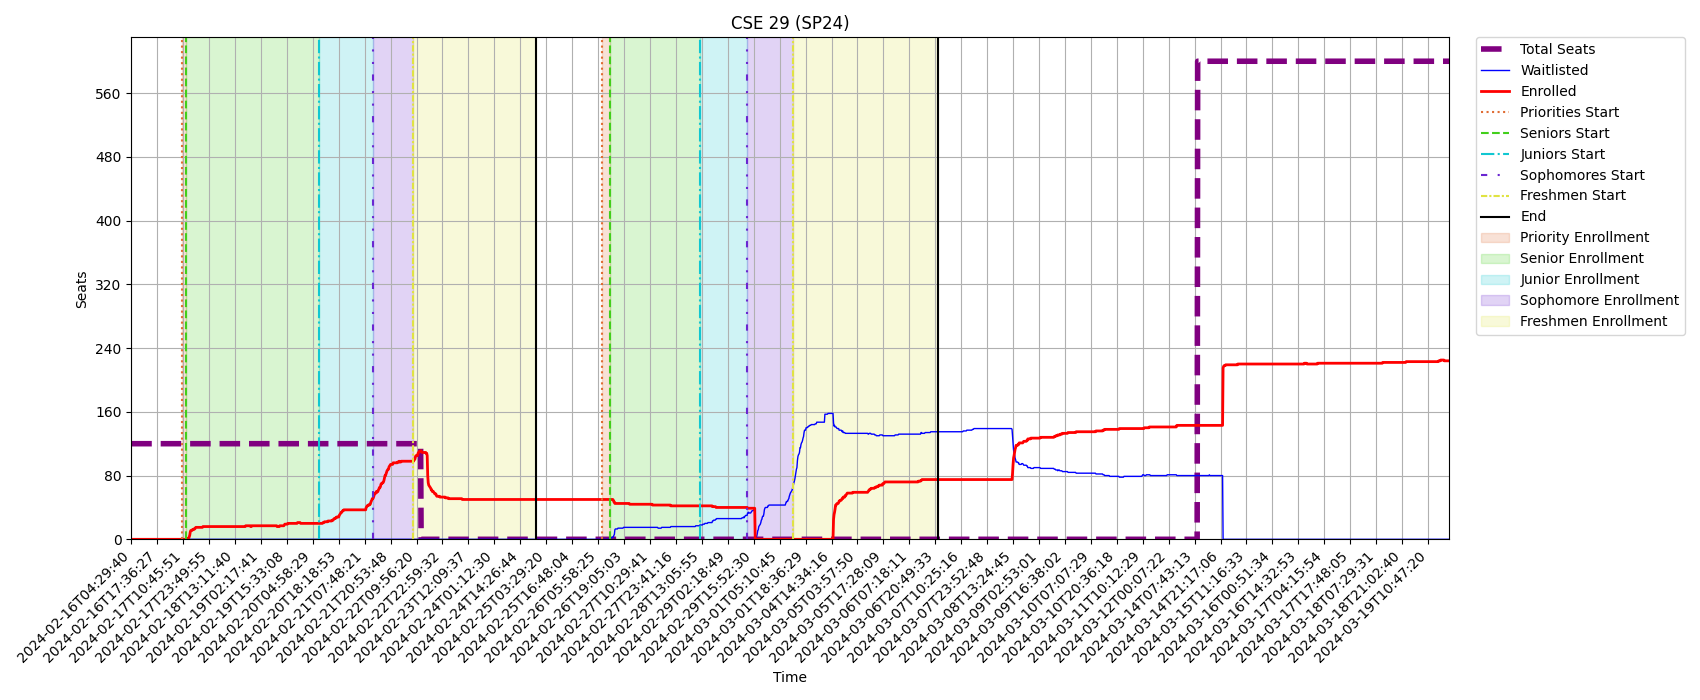 CSE 29 (SP24)
Total Seats
Waitlisted
Enrolled
Priorities Start
Seniors Start
Juniors Start
Sophomores Start
Freshmen Start
End
Priority Enrollment
Senior Enrollment
Junior Enrollment
Sophomore Enrollment
Freshmen Enrollment
Seats
560
480
400
320
240
160
80
0
2024-02-16T04:29:40
2024-02-16T17:36:27
2024-02-17T10:45:51
2024-02-17T23:49:55
2024-02-18T13:11:40
2024-02-19T02:17:41
2024-02-19T15:33:08
2024-02-20T04:58:29
2024-02-20T18:18:53
2024-02-21T07:48:21
2024-02-21T20:53:48
2024-02-22T09:56:20
2024-02-22T22:59:32
2024-02-23T12:09:37
2024-02-24T01:12:30
2024-02-24T14:26:44
2024-02-25T03:29:20
2024-02-25T16:48:04
2024-02-26T05:58:25
2024-02-26T19:05:03
2024-02-27T10:29:41
2024-02-27T23:41:16
2024-02-28T13:05:55
2024-02-29T02:18:49
2024-02-29T15:52:30
2024-03-01T05:10:45
2024-03-01T18:36:29
2024-03-04T14:34:16
2024-03-05T03:57:50
2024-03-05T17:28:09
2024-03-06T07:18:11
2024-03-06T20:49:33
2024-03-07T10:25:16
2024-03-07T23:52:48
2024-03-08T13:24:45
2024-03-09T02:53:01
2024-03-09T16:38:02
2024-03-10T07:07:29
2024-03-10T20:36:18
2024-03-11T10:12:29
2024-03-12T00:07:22
2024-03-14T07:43:13
2024-03-14T21:17:06
2024-03-15T11:16:33
2024-03-16T00:51:34
2024-03-16T14:32:53
2024-03-17T04:15:54
2024-03-17T17:48:05
2024-03-18T07:29:31
2024-03-18T21:02:40
2024-03-19T10:47:20
Time